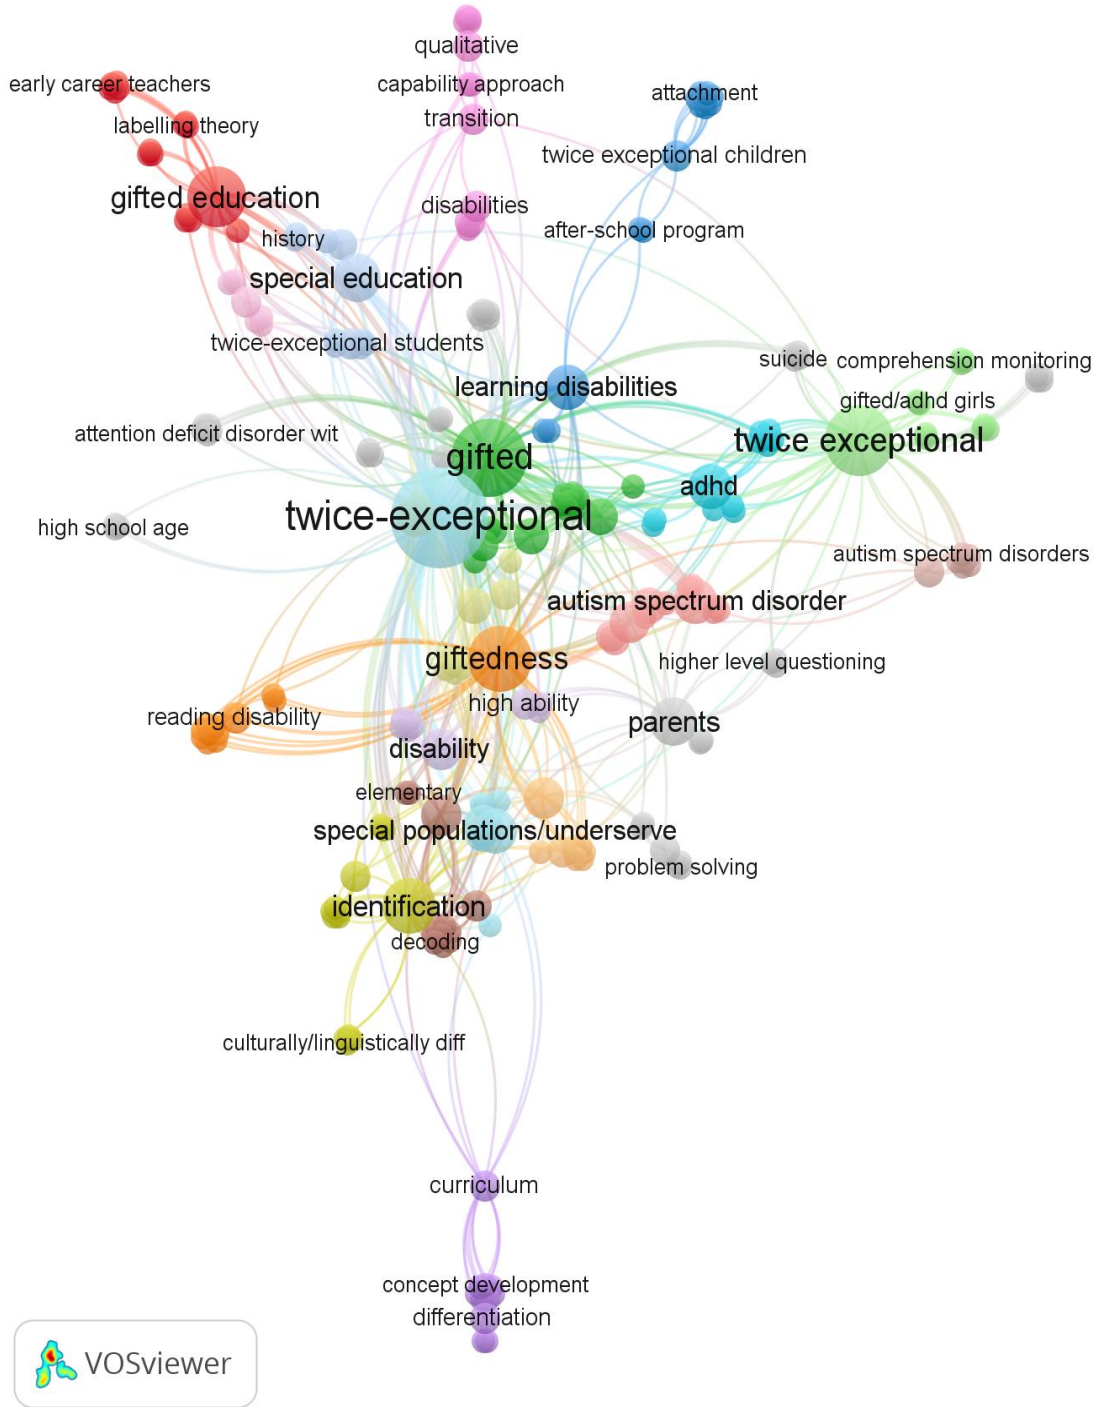 qualitative
early career teachers
capability approach
attachment
transition
labelling theory
twice exceptional children
gifted education
disabilities
after-school program
history
special education
twice-exceptional students
suicide
comprehension monitoring
learning disabilities
gifted/adhd girls
attention deficit disorder wit
twice exceptional
gifted
adhd
twice-exceptional
high school age
autism spectrum disorders
autism spectrum disorder
giftedness
higher level questioning
high ability
reading disability
parents
disability
elementary
special populations/underserve
problem solving
identification
decoding
culturally/linguistically diff
curriculum
concept development
differentiation
VOSviewer